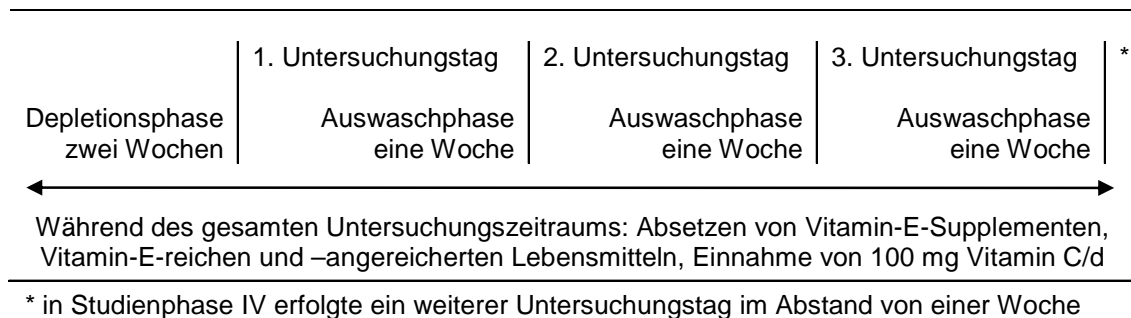 1. Untersuchungstag 2. Untersuchungstag 3. Untersuchungstag *
Depletionsphase Auswaschphase Auswaschphase Auswaschphase
zwei Wochen eine Woche eine Woche eine Woche
Während des gesamten Untersuchungszeitraums: Absetzen von Vitamin-E-Supplementen,
Vitamin-E-reichen und –angereicherten Lebensmitteln, Einnahme von 100 mg Vitamin C/d
* in Studienphase IV erfolgte ein weiterer Untersuchungstag im Abstand von einer Woche